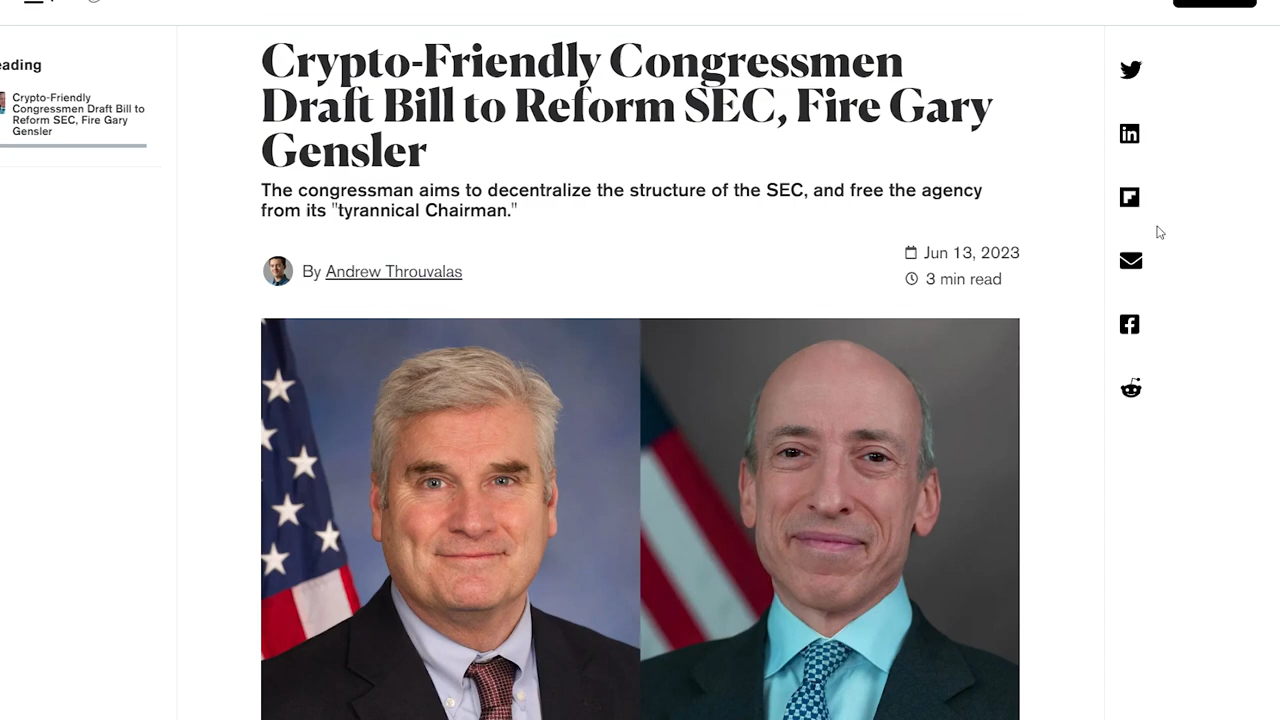 eading
Crypto-Friendly
Congressmen Draft Bill to
Reform SEC, Fire Gary
Gensler
Crypto-Friendly Congressmen
Draft Bill to Reform SEC, Fire Gary
Gensler
The congressman aims to decentralize the structure of the SEC, and free the agency
from its "tyrannical Chairman."
By Andrew Throuvalas
Jun 13, 2023
3 min read
in